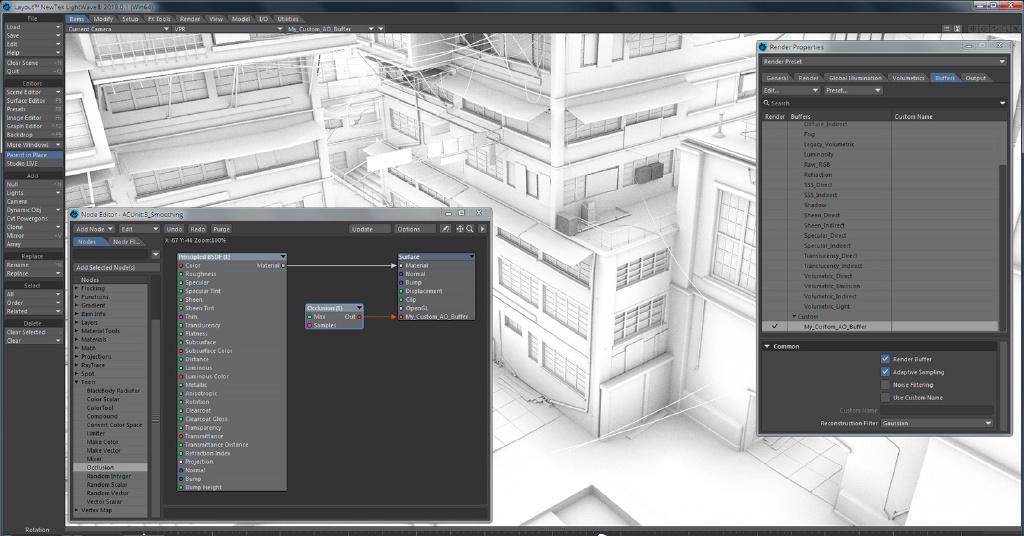 Layout™ NewTek LightWave® 2018.0.1 (Win64)
File
Load
Save
Edit
Help
Clear Scene
Quit
Editors
Scene Editor
Surface Editor F5
Presets F8
Image Editor F6
Graph Editor
Backdrop
More Windows
Parent in Place
Studio LIVE
Add
Null
Lights
Camera
Dynamic Obj
Cvt Powergons
Clone
Mirror
Array
Replace
Rename
Replace
Select
All
Order
Related
Delete
Clear Selected
Clear
Rotation
Items Modify Setup FX Tools Render View Model I/O Utilities
Current Camera VPR My_Custom_AO_Buffer
Node Editor - ACUnit:3_Smoothing
Add Node Edit Undo Redo Purge Update Options
Nodes Node Fl...
X:-67 Y:-46 Zoom:100%
Add Selected Node(s)
Nodes
Flocking
Functions
Gradient
Item Info
Layers
Material Tools
Materials
Math
Projections
RayTrace
Spot
Tools
BlackBody Radiator
Color Scalar
ColorTool
Compound
Convert Color Space
Limiter
Make Color
Make Vector
Mixer
Occlusion
Random Integer
Random Scalar
Random Vector
Vector Scalar
Vertex Map
Principled BSDF (1)
Color Material
Roughness
Specular
Specular Tint
Sheen
Sheen Tint
Thin
Translucency
Flatness
Subsurface
Subsurface Color
Distance
Luminous
Luminous Color
Metallic
Anisotropic
Rotation
Clearcoat
Clearcoat Gloss
Transparency
Transmittance
Transmittance Distance
Refraction Index
Projection
Normal
Bump
Bump Height
Occlusion (1)
Max Out
Samples
Surface
Material
Normal
Bump
Displacement
Clip
OpenGL
My_Custom_AO_Buffer
Render Properties
Render Preset
General Render Global Illumination Volumetrics Buffers Output
Edit... Preset...
Search
Render Buffers Custom Name
Diffuse_Indirect
Fog
Legacy_Volumetric
Luminosity
Raw_RGB
Refraction
SSS_Direct
SSS_Indirect
Shadow
Sheen_Direct
Sheen_Indirect
Specular_Direct
Specular_Indirect
Translucency_Direct
Translucency_Indirect
Volumetric_Direct
Volumetric_Emission
Volumetric_Indirect
Volumetric_Light
Custom
My_Custom_AO_Buffer
Common
Render Buffer
Adaptive Sampling
Noise Filtering
Use Custom Name
Custom Name
Reconstruction Filter Gaussian